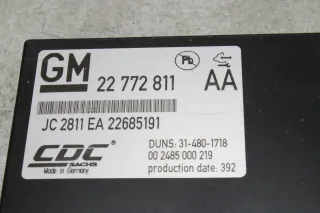 GM 22 772 811 AA
Pb
JC 2811 EA 22685191
CDC
SACHS
Made in Germany
DUNS: 31-480-1718
00 2485 000 219
production date: 392